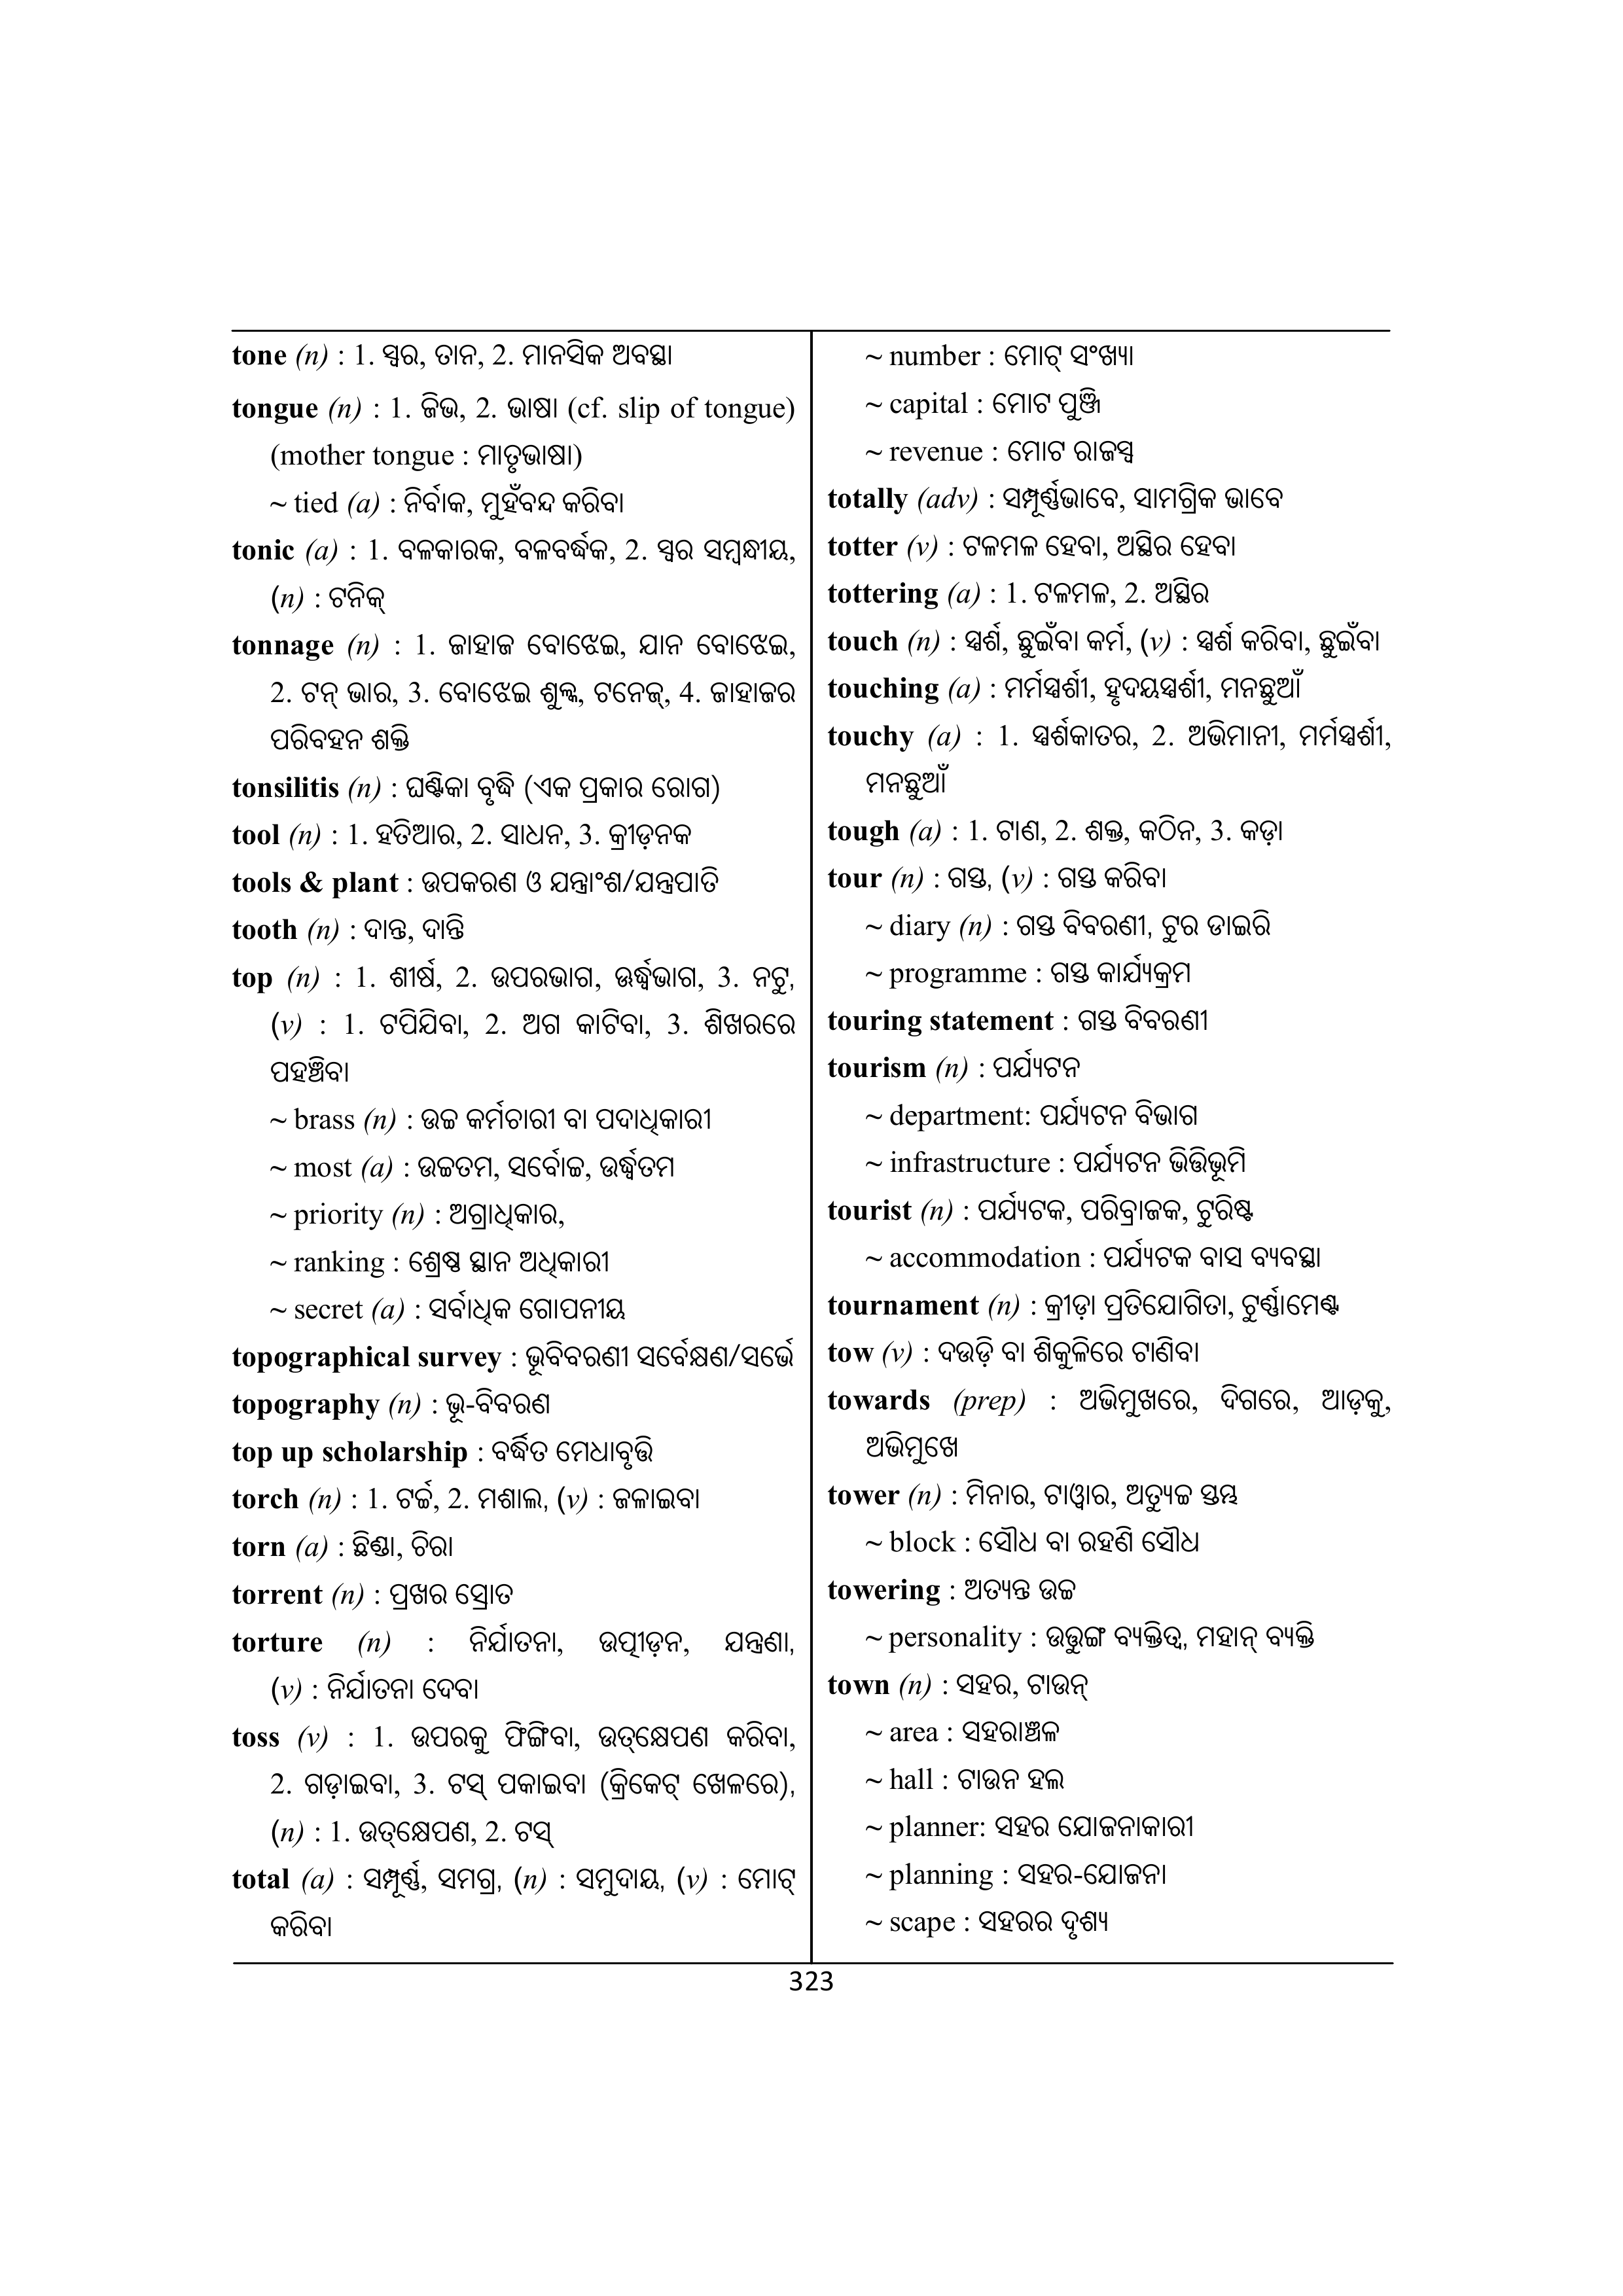 tone (n) : 1. ସ୍ୱର, ତାନ, 2. ମାନସିକ ଅବସ୍ଥା
tongue (n) : 1. ଜିଭ, 2. ଭାଷା (cf. slip of tongue)
(mother tongue : ମାତୃଭାଷା)
~ tied (a) : ନିର୍ବାକ, ମୁହଁବନ୍ଦ କରିବା
tonic (a) : 1. ବଳକାରକ, ବଳବର୍ଦ୍ଧକ, 2. ସ୍ୱର ସମ୍ବନ୍ଧୀୟ,
(n) : ଟନିକ୍
tonnage (n) : 1. ଜାହାଜ ବୋଝେଇ, ଯାନ ବୋଝେଇ,
2. ଟନ୍ ଭାର, 3. ବୋଝେଇ ଶୁଳ୍କ, ଟନେଜ୍, 4. ଜାହାଜର
ପରିବହନ ଶକ୍ତି
tonsilitis (n) : ଘଣ୍ଟିକା ବୃଦ୍ଧି (ଏକ ପ୍ରକାର ରୋଗ)
tool (n) : 1. ହତିଆର, 2. ସାଧନ, 3. କ୍ରୀଡ଼ନକ
tools & plant : ଉପକରଣ ଓ ଯନ୍ତ୍ରାଂଶ/ଯନ୍ତ୍ରପାତି
tooth (n) : ଦାନ୍ତ, ଦାନ୍ତି
top (n) : 1. ଶୀର୍ଷ, 2. ଉପରଭାଗ, ଊର୍ଦ୍ଧ୍ୱଭାଗ, 3. ନଟୁ,
(v) : 1. ଟପିଯିବା, 2. ଅଗ କାଟିବା, 3. ଶିଖରରେ
ପହଞ୍ଚିବା
~ brass (n) : ଉଚ୍ଚ କର୍ମଚାରୀ ବା ପଦାଧିକାରୀ
~ most (a) : ଉଚ୍ଚତମ, ସର୍ବୋଚ୍ଚ, ଉର୍ଦ୍ଧ୍ୱତମ
~ priority (n) : ଅଗ୍ରାଧିକାର,
~ ranking : ଶ୍ରେଷ୍ଠ ସ୍ଥାନ ଅଧିକାରୀ
~ secret (a) : ସର୍ବାଧିକ ଗୋପନୀୟ
topographical survey : ଭୂବିବରଣୀ ସର୍ବେକ୍ଷଣ/ସର୍ଭେ
topography (n) : ଭୂ-ବିବରଣ
top up scholarship : ବର୍ଦ୍ଧିତ ମେଧାବୃତ୍ତି
torch (n) : 1. ଟର୍ଚ୍ଚ, 2. ମଶାଲ, (v) : ଜଳାଇବା
torn (a) : ଛିଣ୍ଡା, ଚିରା
torrent (n) : ପ୍ରଖର ସ୍ରୋତ
torture (n) : ନିର୍ଯାତନା, ଉତ୍ପୀଡ଼ନ, ଯନ୍ତ୍ରଣା,
(v) : ନିର୍ଯାତନା ଦେବା
toss (v) : 1. ଉପରକୁ ଫିଙ୍ଗିବା, ଉତ୍‌କ୍ଷେପଣ କରିବା,
2. ଗଡ଼ାଇବା, 3. ଟସ୍ ପକାଇବା (କ୍ରିକେଟ୍ ଖେଳରେ),
(n) : 1. ଉତ୍‌କ୍ଷେପଣ, 2. ଟସ୍
total (a) : ସମ୍ପୂର୍ଣ୍ଣ, ସମଗ୍ର, (n) : ସମୁଦାୟ, (v) : ମୋଟ୍
କରିବା
~ number : ମୋଟ୍ ସଂଖ୍ୟା
~ capital : ମୋଟ ପୁଞ୍ଜି
~ revenue : ମୋଟ ରାଜସ୍ୱ
totally (adv) : ସମ୍ପୂର୍ଣ୍ଣଭାବେ, ସାମଗ୍ରିକ ଭାବେ
totter (v) : ଟଳମଳ ହେବା, ଅସ୍ଥିର ହେବା
tottering (a) : 1. ଟଳମଳ, 2. ଅସ୍ଥିର
touch (n) : ସ୍ପର୍ଶ, ଛୁଇଁବା କର୍ମ, (v) : ସ୍ପର୍ଶ କରିବା, ଛୁଇଁବା
touching (a) : ମର୍ମସ୍ପର୍ଶୀ, ହୃଦୟସ୍ପର୍ଶୀ, ମନଛୁଆଁ
touchy (a) : 1. ସ୍ପର୍ଶକାତର, 2. ଅଭିମାନୀ, ମର୍ମସ୍ପର୍ଶୀ,
ମନଛୁଆଁ
tough (a) : 1. ଟାଣ, 2. ଶକ୍ତ, କଠିନ, 3. କଡ଼ା
tour (n) : ଗସ୍ତ, (v) : ଗସ୍ତ କରିବା
~ diary (n) : ଗସ୍ତ ବିବରଣୀ, ଟୁର ଡାଇରି
~ programme : ଗସ୍ତ କାର୍ଯ୍ୟକ୍ରମ
touring statement : ଗସ୍ତ ବିବରଣୀ
tourism (n) : ପର୍ଯ୍ୟଟନ
~ department: ପର୍ଯ୍ୟଟନ ବିଭାଗ
~ infrastructure : ପର୍ଯ୍ୟଟନ ଭିତ୍ତିଭୂମି
tourist (n) : ପର୍ଯ୍ୟଟକ, ପରିବ୍ରାଜକ, ଟୁରିଷ୍ଟ
~ accommodation : ପର୍ଯ୍ୟଟକ ବାସ ବ୍ୟବସ୍ଥା
tournament (n) : କ୍ରୀଡ଼ା ପ୍ରତିଯୋଗିତା, ଟୁର୍ଣ୍ଣାମେଣ୍ଟ
tow (v) : ଦଉଡ଼ି ବା ଶିକୁଳିରେ ଟାଣିବା
towards (prep) : ଅଭିମୁଖରେ, ଦିଗରେ, ଆଡ଼କୁ,
ଅଭିମୁଖେ
tower (n) : ମିନାର, ଟାୱାର, ଅତ୍ୟୁଚ୍ଚ ସ୍ତମ୍ଭ
~ block : ସୌଧ ବା ରହଣି ସୌଧ
towering : ଅତ୍ୟନ୍ତ ଉଚ୍ଚ
~ personality : ଉତ୍ତୁଙ୍ଗ ବ୍ୟକ୍ତିତ୍ୱ, ମହାନ୍ ବ୍ୟକ୍ତି
town (n) : ସହର, ଟାଉନ୍
~ area : ସହରାଞ୍ଚଳ
~ hall : ଟାଉନ ହଲ
~ planner: ସହର ଯୋଜନାକାରୀ
~ planning : ସହର-ଯୋଜନା
~ scape : ସହରର ଦୃଶ୍ୟ
323